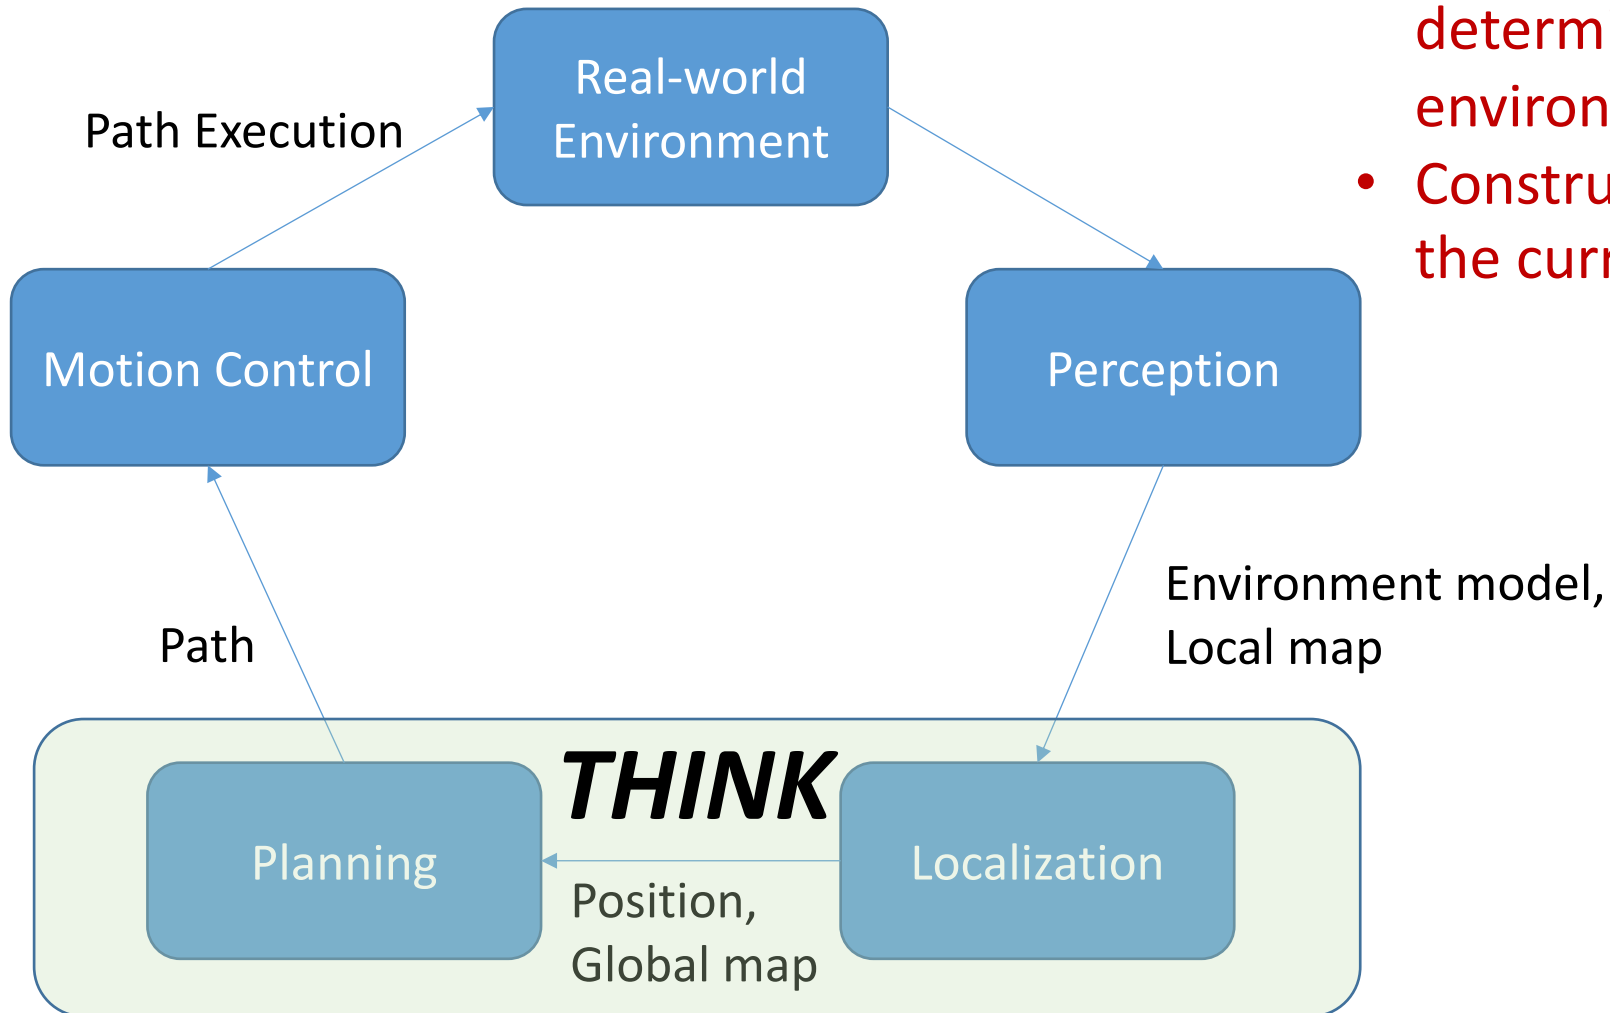 Real-world
Environment
Path Execution
Motion Control
Perception
Environment model,
Local map
Path
THINK
Planning
Localization
Position,
Global map
determ
environ
• Constru
the curr